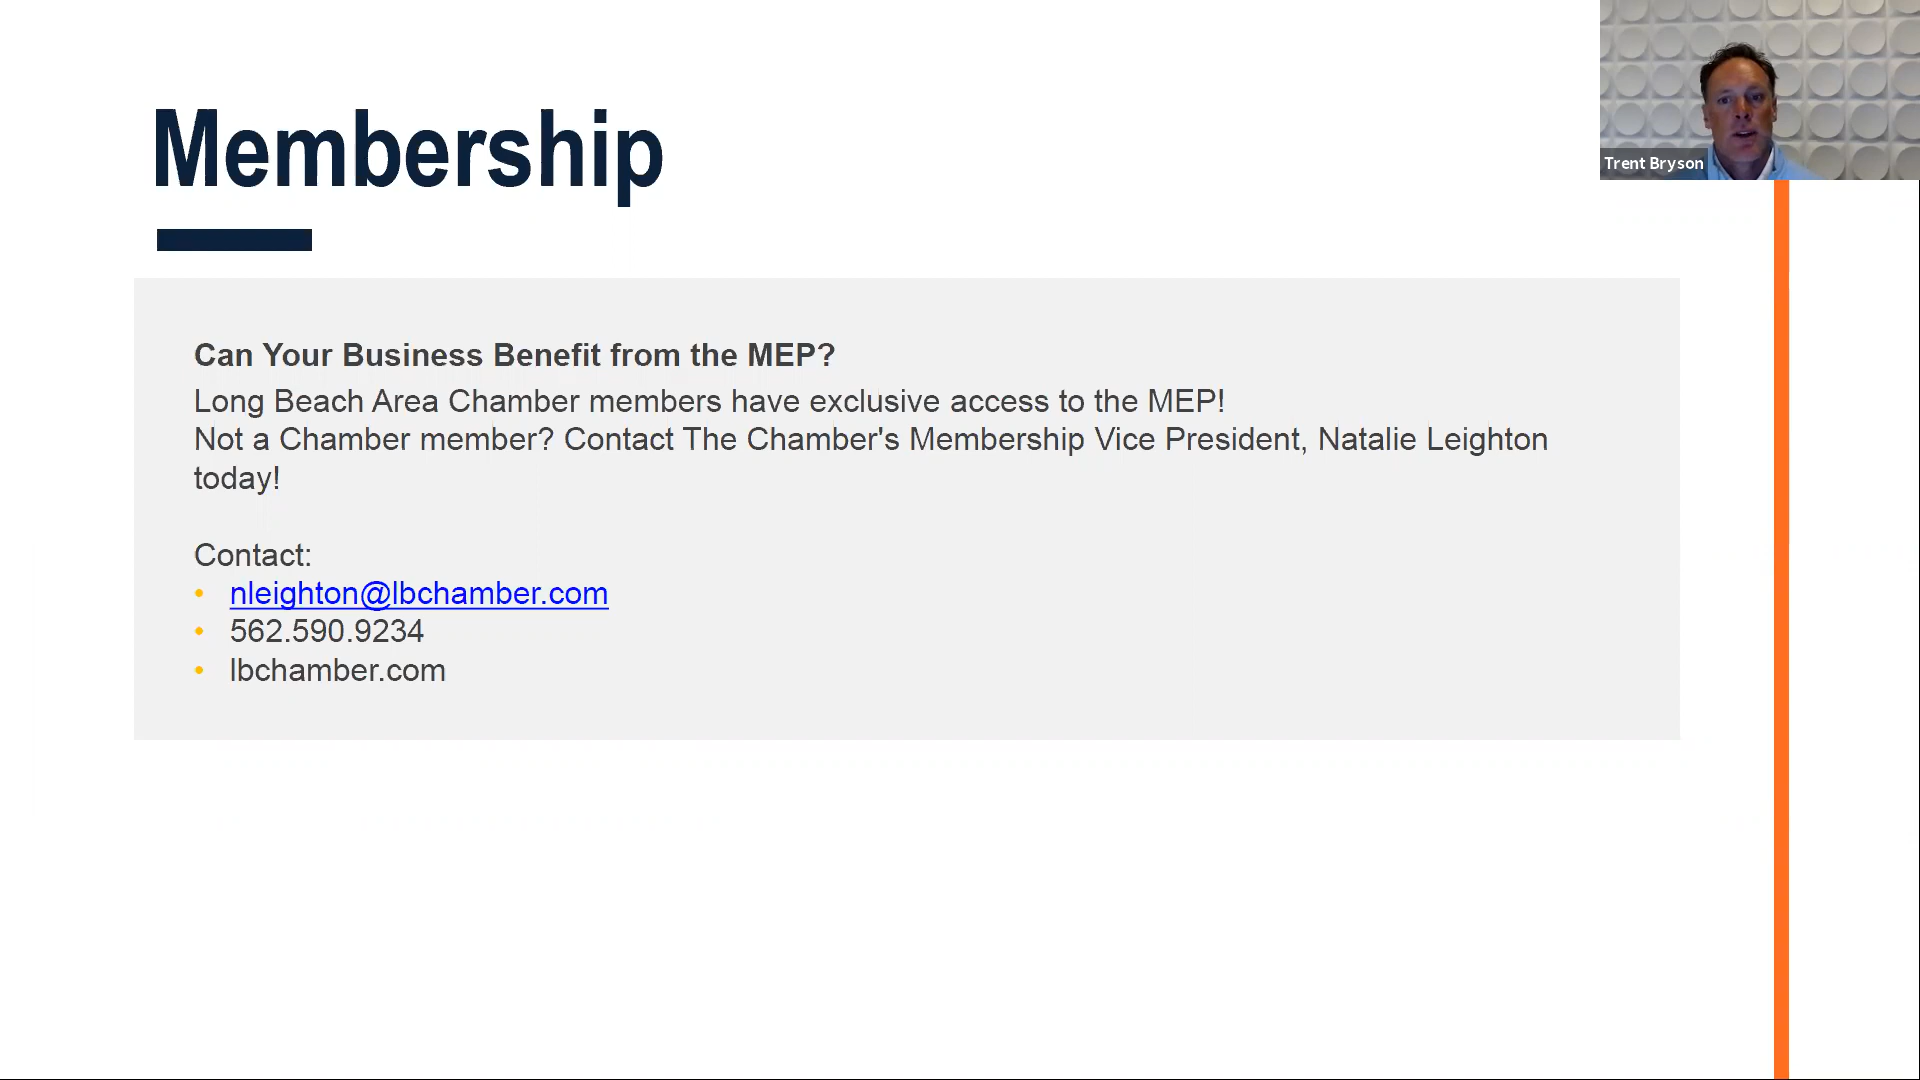 Membership
Trent Bryson
Can Your Business Benefit from the MEP?
Long Beach Area Chamber members have exclusive access to the MEP!
Not a Chamber member? Contact The Chamber's Membership Vice President, Natalie Leighton
today!
Contact:
• nleighton@lbchamber.com
• 562.590.9234
• lbchamber.com